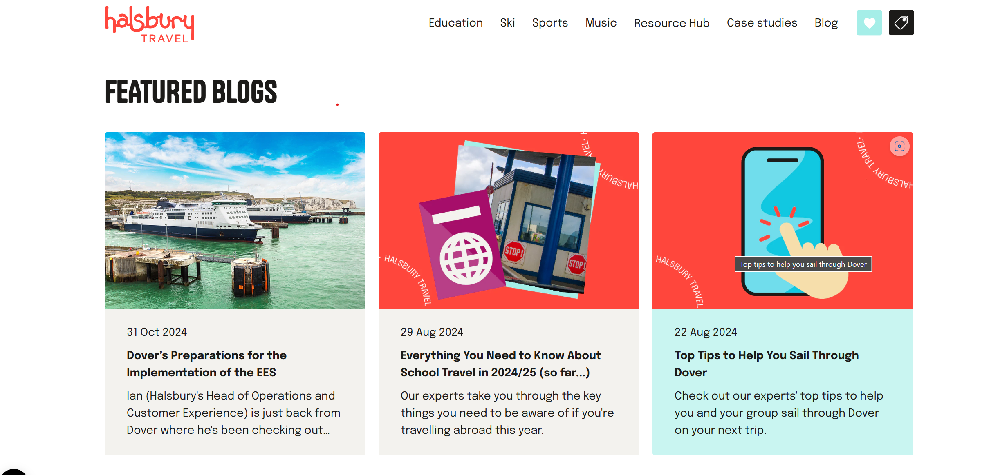 halsbury
TRAVEL
Education Ski Sports Music Resource Hub Case studies Blog
FEATURED BLOGS
HALSBURY TRAVEL
STOP!
STOP!
HALSBURY TRAVEL
HALSBURY TRAVEL
HALSBURY TRAVEL
Top tips to help you sail through Dover
31 Oct 2024
Dover’s Preparations for the
Implementation of the EES
Ian (Halsbury's Head of Operations and
Customer Experience) is just back from
Dover where he's been checking out...
29 Aug 2024
Everything You Need to Know About
School Travel in 2024/25 (so far...)
Our experts take you through the key
things you need to be aware of if you're
travelling abroad this year.
22 Aug 2024
Top Tips to Help You Sail Through
Dover
Check out our experts' top tips to help
you and your group sail through Dover
on your next trip.